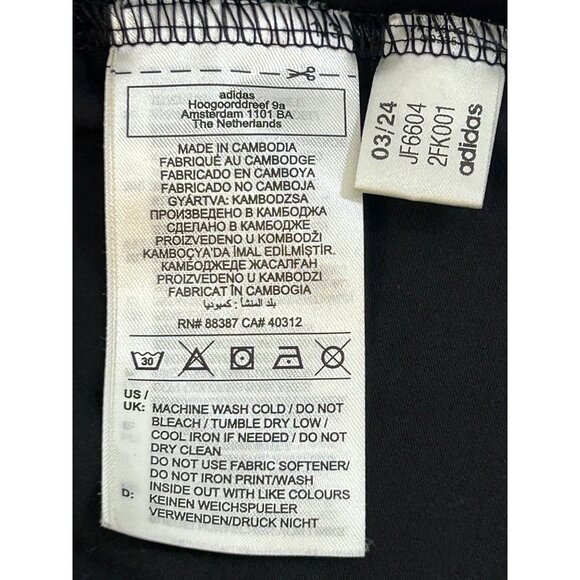 adidas
Hoogoorddreef 9a
Amsterdam 1101 BA
The Netherlands
MADE IN CAMBODIA
FABRIQUÉ AU CAMBODGE
FABRICADO EN CAMBOYA
FABRICADO NO CAMBOJA
GYÁRTVA: KAMBODZSA
ПРОИЗВЕДЕНО В КАМБОДЖА
СДЕЛАНО В КАМБОДЖЕ
PROIZVEDENO U KOMBODŽI
KAMBOÇYA'DA İMAL EDİLMİŞTİR.
КАМБОДЖЕДЕ ЖАСАЛҒАН
PROIZVEDENO U KAMBODZI
FABRICAT ÎN CAMBOGIA
بلد المنشأ: كمبوديا
RN# 88387 CA# 40312
30
US /
UK: MACHINE WASH COLD / DO NOT
BLEACH / TUMBLE DRY LOW /
COOL IRON IF NEEDED / DO NOT
DRY CLEAN
DO NOT USE FABRIC SOFTENER/
DO NOT IRON PRINT/WASH
INSIDE OUT WITH LIKE COLOURS
D: KEINEN WEICHSPUELER
VERWENDEN/DRUCK NICHT
03/24
JF6604
2FK001
adidas